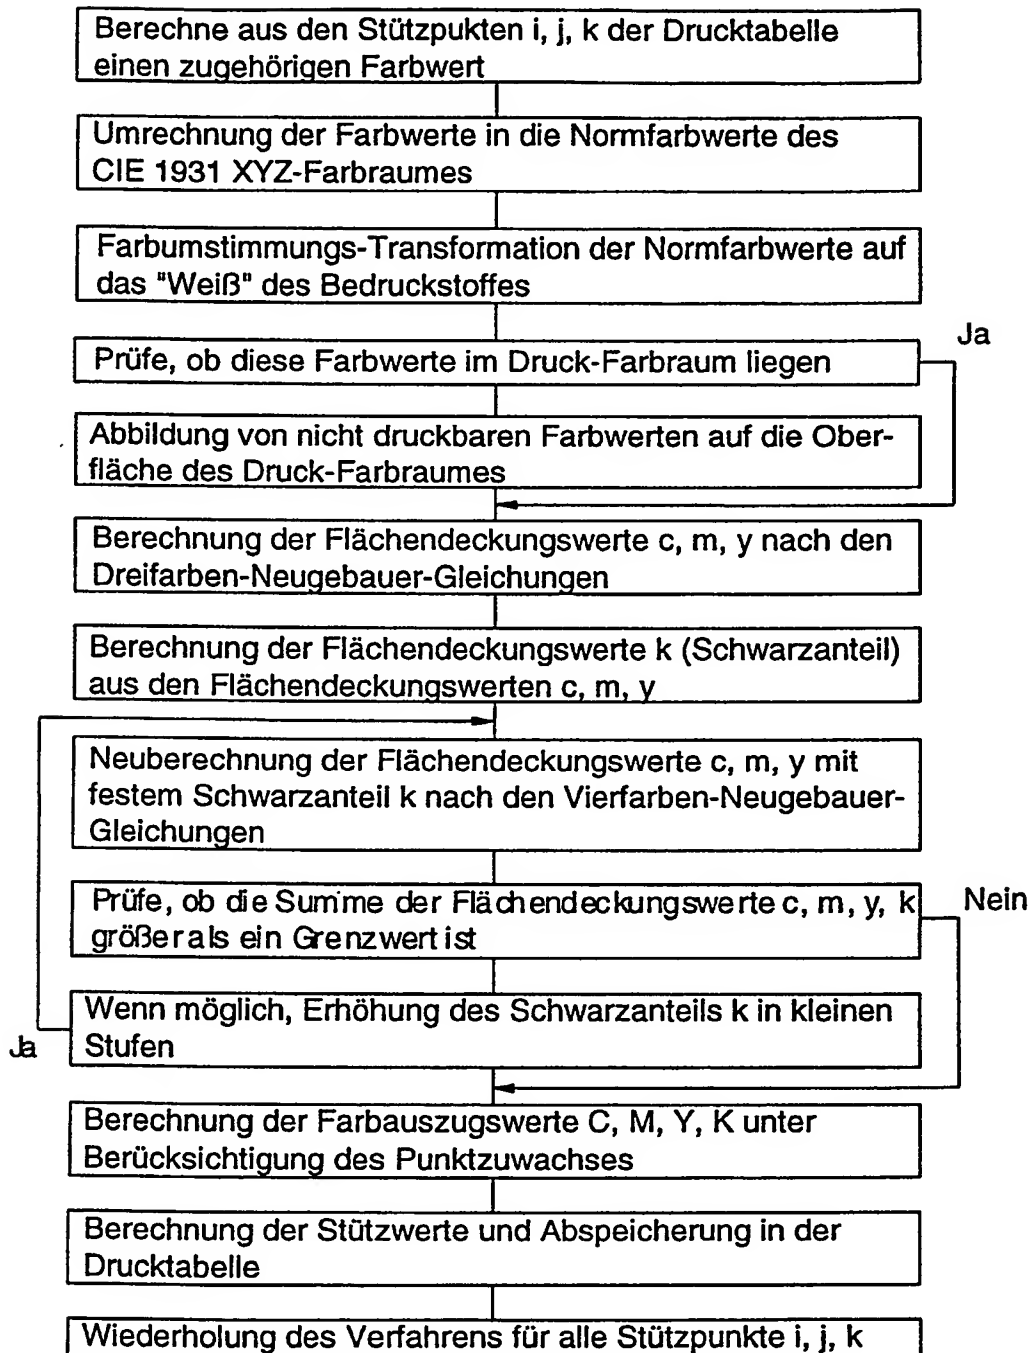 Berechne aus den Stützpukten i, j, k der Drucktabelle
einen zugehörigen Farbwert
Umrechnung der Farbwerte in die Normfarbwerte des
CIE 1931 XYZ-Farbraumes
Farbumstimmungs-Transformation der Normfarbwerte auf
das "Weiß" des Bedruckstoffes
Ja
Prüfe, ob diese Farbwerte im Druck-Farbraum liegen
Abbildung von nicht druckbaren Farbwerten auf die Ober-
fläche des Druck-Farbraumes
Berechnung der Flächendeckungswerte c, m, y nach den
Dreifarben-Neugebauer-Gleichungen
Berechnung der Flächendeckungswerte k (Schwarzanteil)
aus den Flächendeckungswerten c, m, y
Neuberechnung der Flächendeckungswerte c, m, y mit
festem Schwarzanteil k nach den Vierfarben-Neugebauer-
Gleichungen
Prüfe, ob die Summe der Flächendeckungswerte c, m, y, k
größer als ein Grenzwert ist
Nein
Wenn möglich, Erhöhung des Schwarzanteils k in kleinen
Stufen
Ja
Berechnung der Farbauszugswerte C, M, Y, K unter
Berücksichtigung des Punktzuwachses
Berechnung der Stützwerte und Abspeicherung in der
Drucktabelle
Wiederholung des Verfahrens für alle Stützpunkte i, j, k